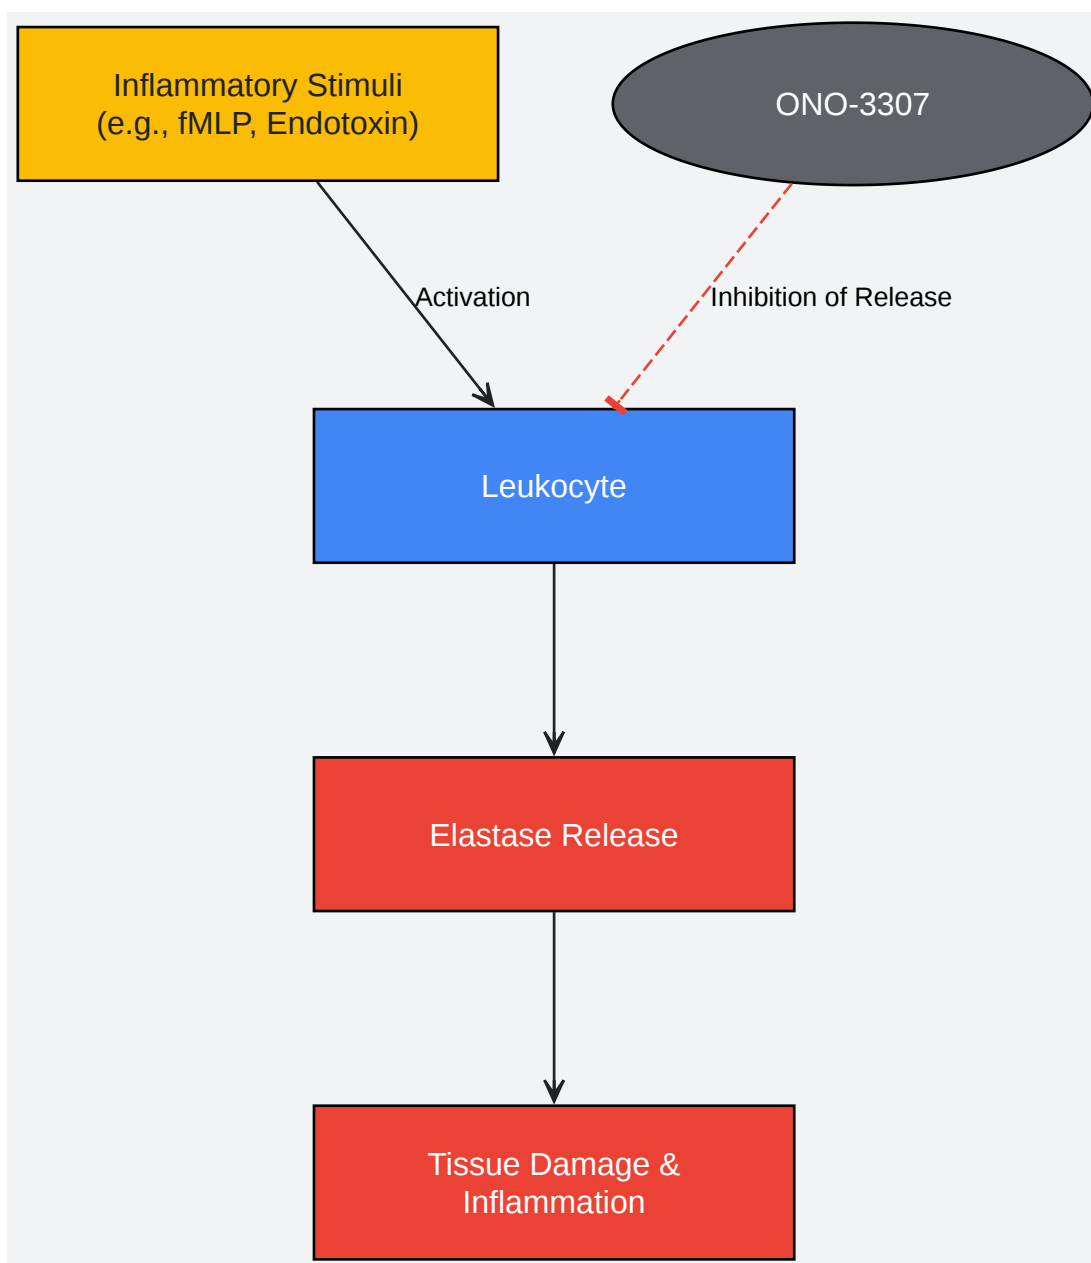 Inflammatory Stimuli
(e.g., fMLP, Endotoxin)
ONO-3307
Activation
Inhibition of Release
Leukocyte
Elastase Release
Tissue Damage &
Inflammation